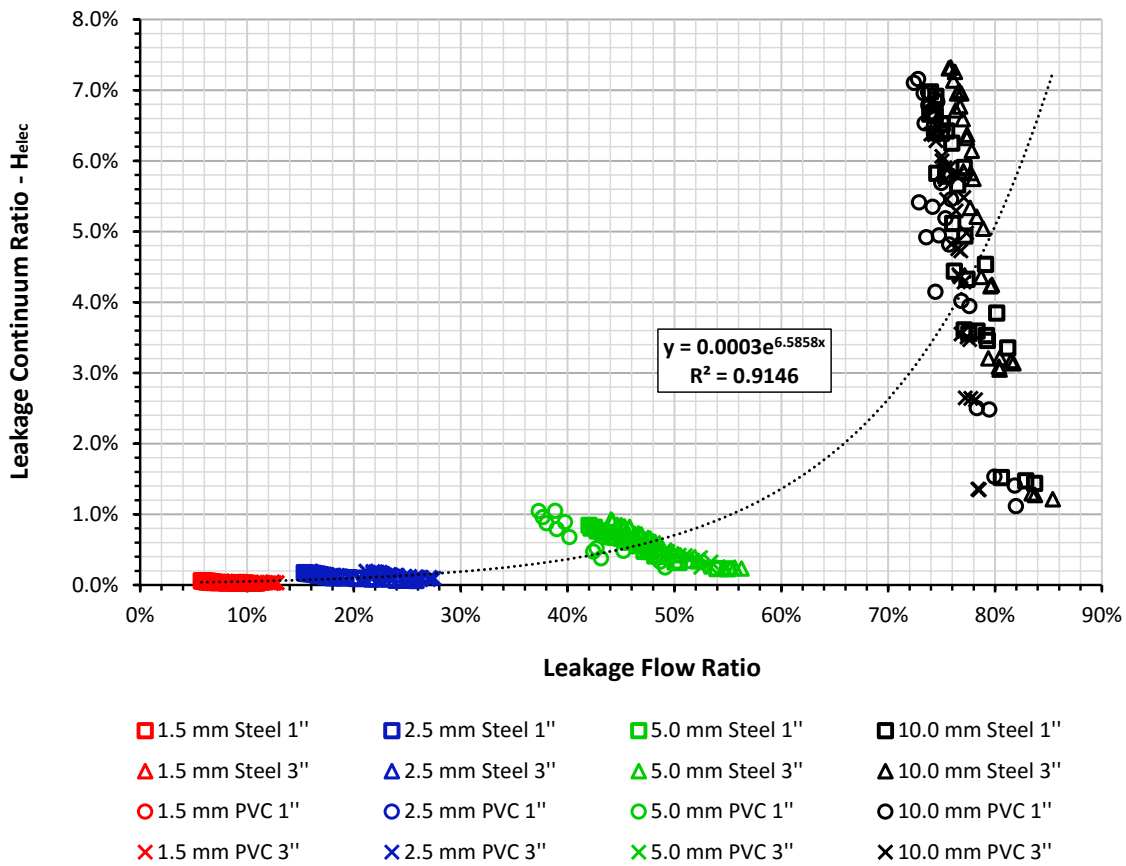 8.0%
7.0%
6.0%
5.0%
4.0%
3.0%
2.0%
1.0%
0.0%
Leakage Continuum Ratio - Helec
y = 0.0003e^6.5858x
R² = 0.9146
0% 10% 20% 30% 40% 50% 60% 70% 80% 90%
Leakage Flow Ratio
1.5 mm Steel 1'' 2.5 mm Steel 1'' 5.0 mm Steel 1'' 10.0 mm Steel 1''
1.5 mm Steel 3'' 2.5 mm Steel 3'' 5.0 mm Steel 3'' 10.0 mm Steel 3''
1.5 mm PVC 1'' 2.5 mm PVC 1'' 5.0 mm PVC 1'' 10.0 mm PVC 1''
1.5 mm PVC 3'' 2.5 mm PVC 3'' 5.0 mm PVC 3'' 10.0 mm PVC 3''